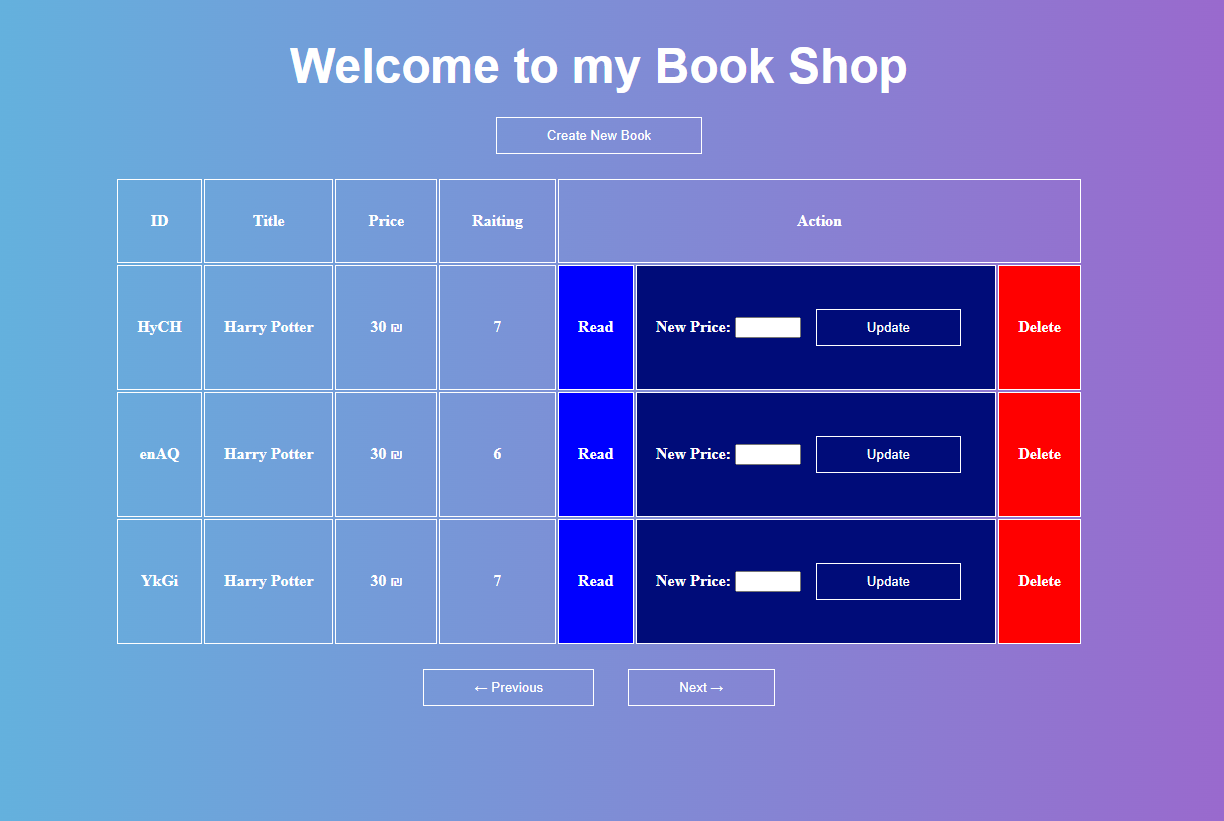 Welcome to my Book Shop
Create New Book
ID Title Price Raiting Action
HyCH Harry Potter 30 ₪ 7 Read New Price: Update Delete
enAQ Harry Potter 30 ₪ 6 Read New Price: Update Delete
YkGi Harry Potter 30 ₪ 7 Read New Price: Update Delete
← Previous Next →